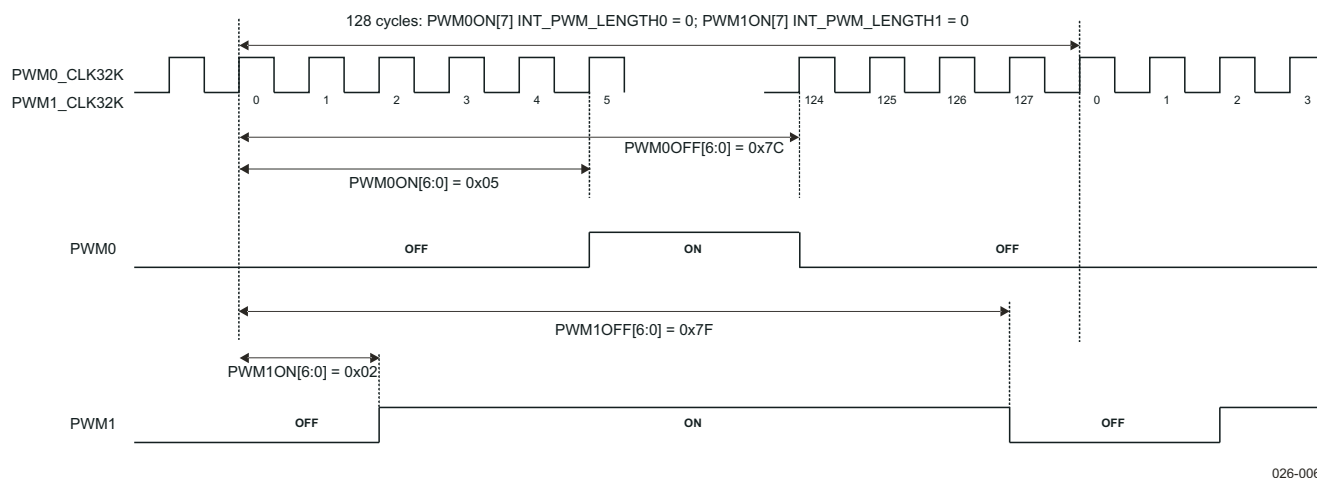 128 cycles: PWM0ON[7] INT_PWM_LENGTH0 = 0; PWM1ON[7] INT_PWM_LENGTH1 = 0
PWM0_CLK32K
PWM1_CLK32K
0 1 2 3 4 5 124 125 126 127 0 1 2 3
PWM0OFF[6:0] = 0x7C
PWM0ON[6:0] = 0x05
PWM0 OFF ON OFF
PWM1OFF[6:0] = 0x7F
PWM1ON[6:0] = 0x02
PWM1 OFF ON OFF
026-006